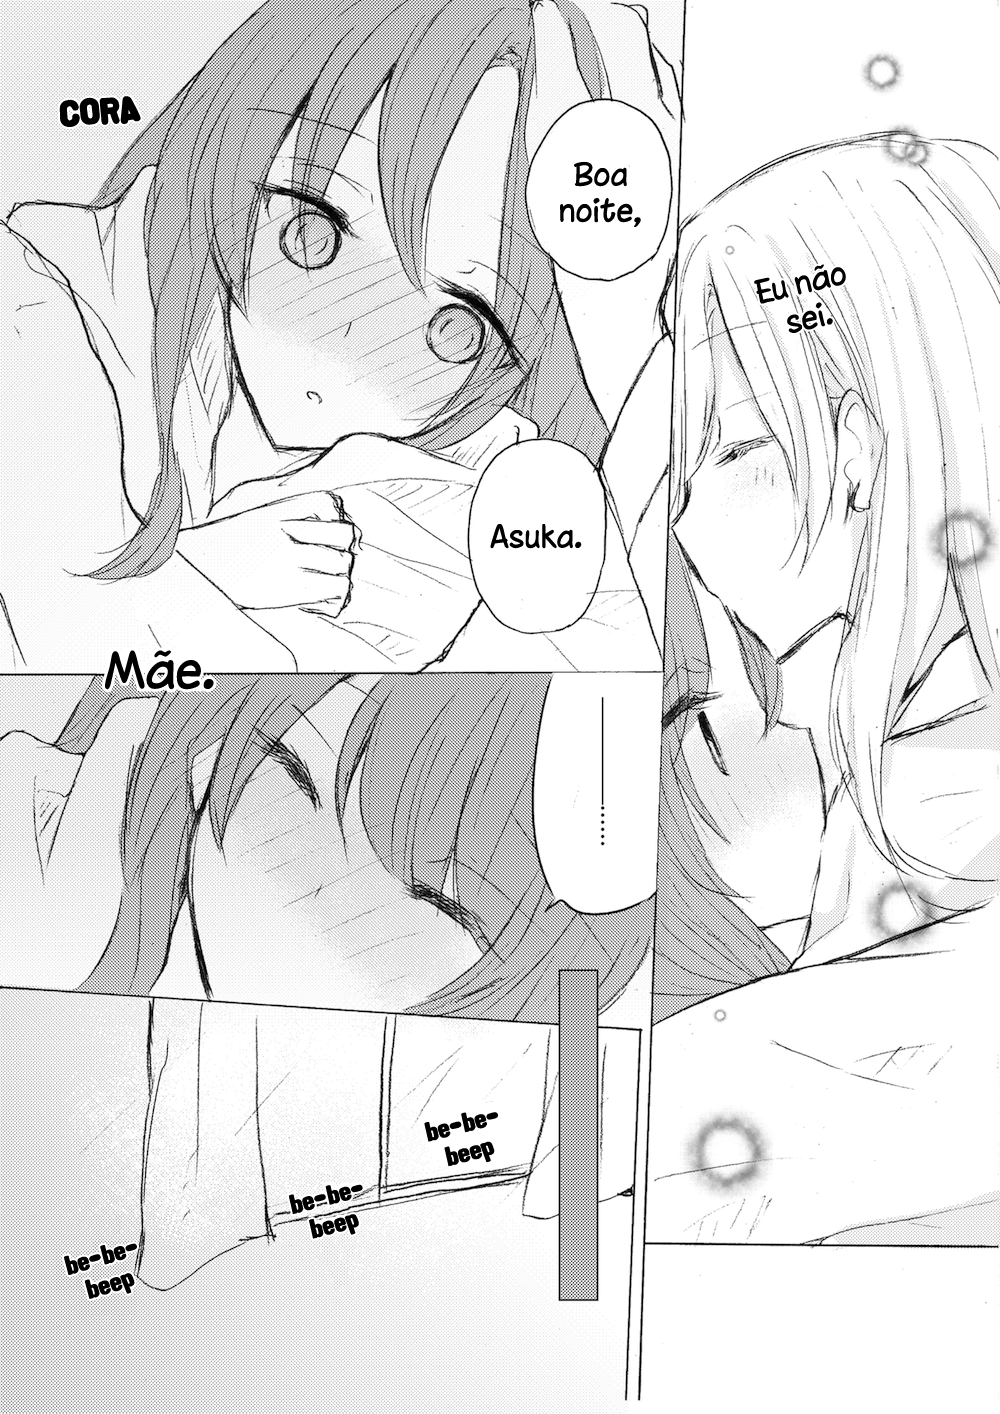 Eu não
sei.
Boa
noite,
CORA
Asuka.
Mãe.
be-be-
beep
be-be-
beep
be-be-
beep